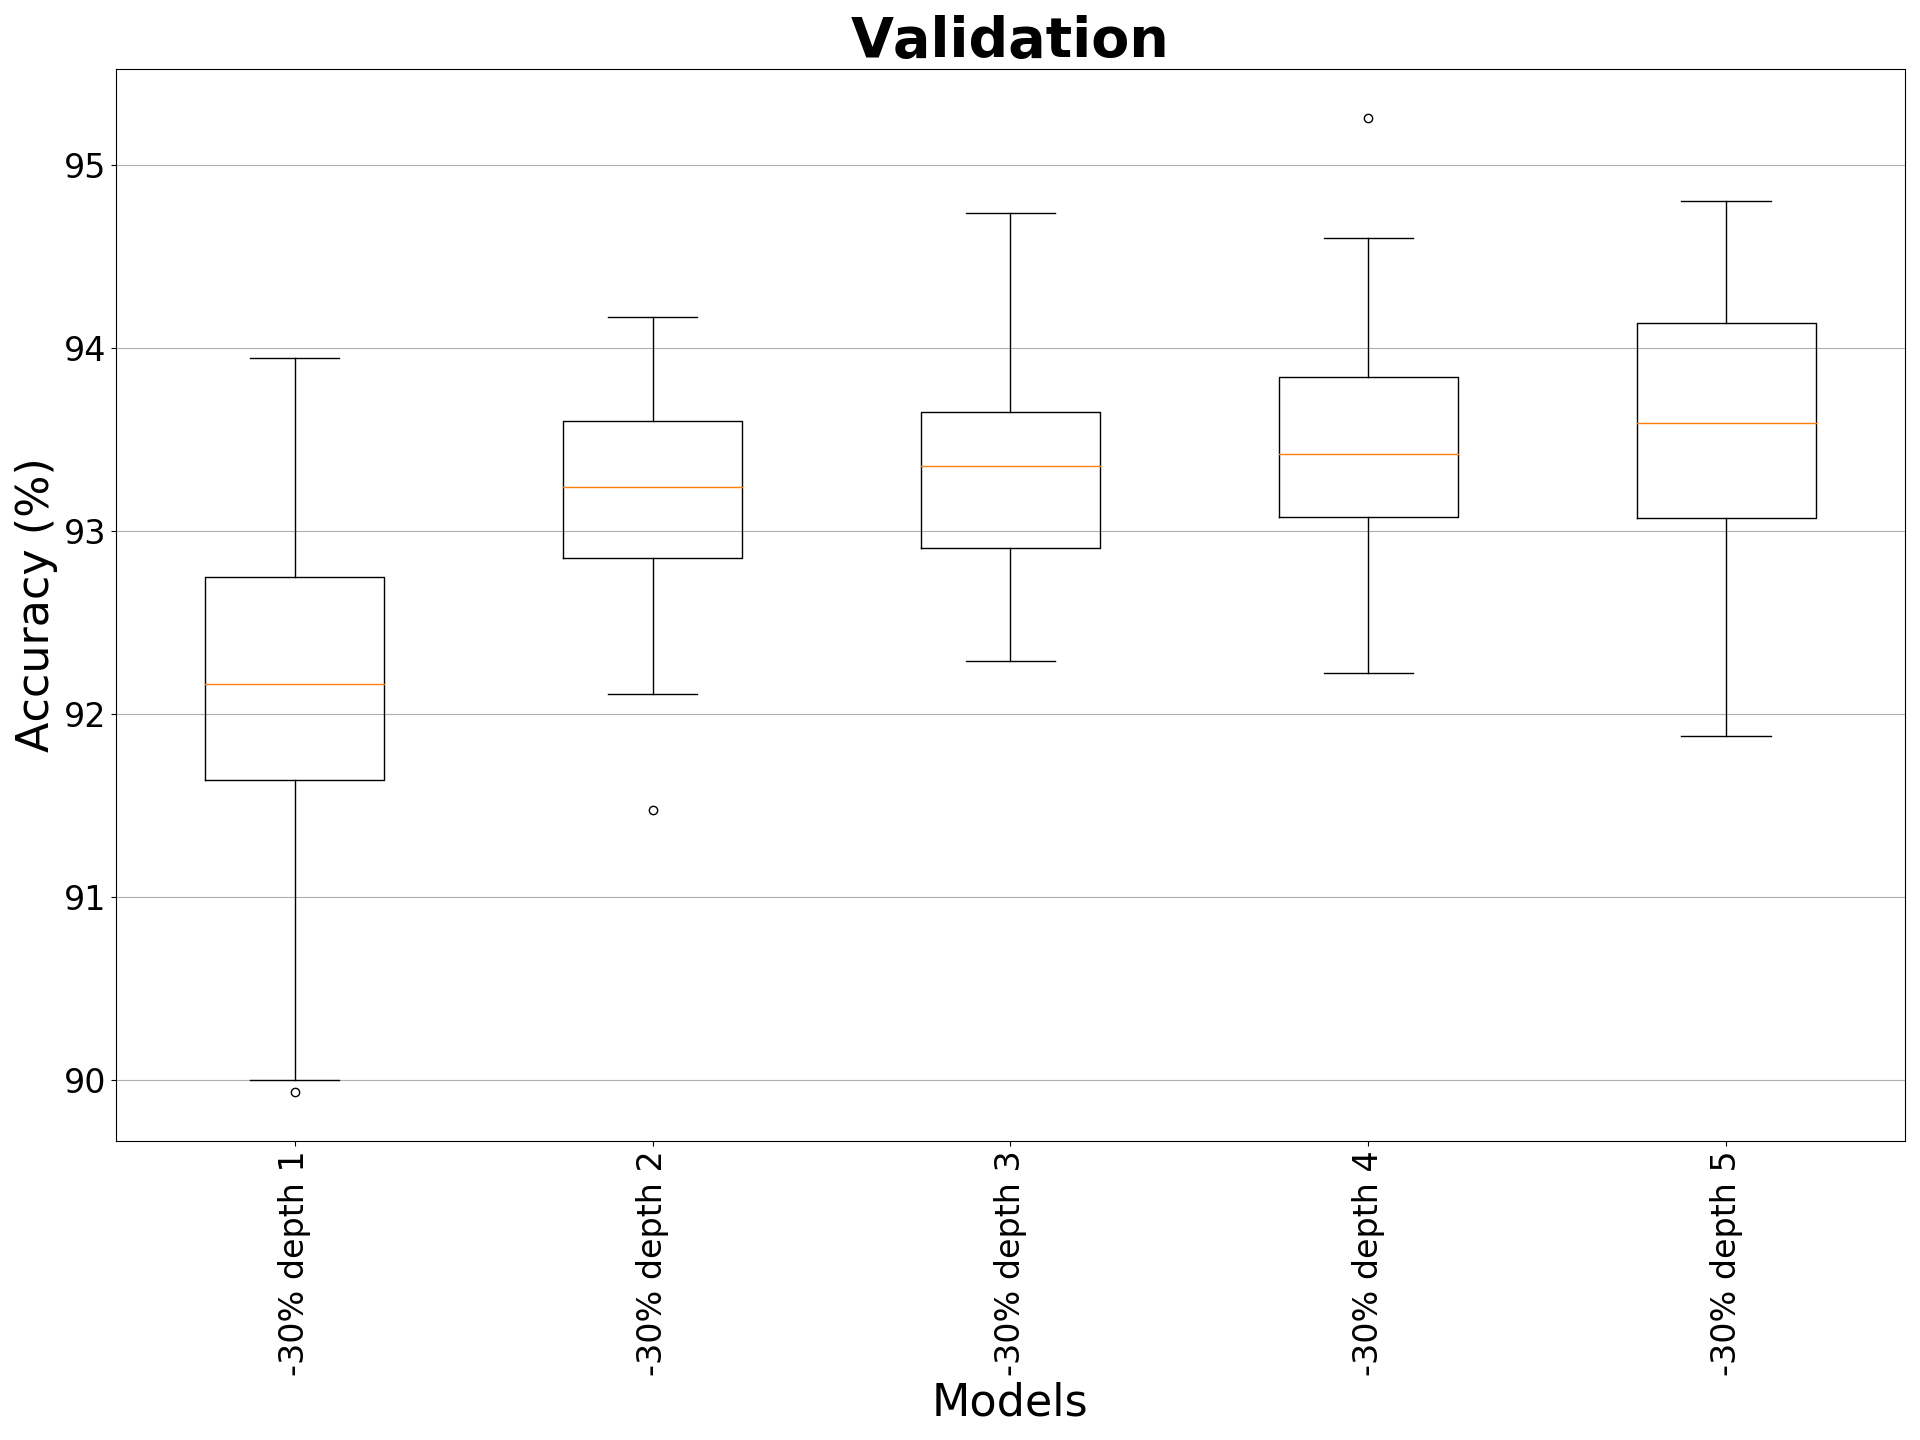 Validation
Accuracy (%)
95
94
93
92
91
90
-30% depth 1
-30% depth 2
-30% depth 3
-30% depth 4
-30% depth 5
Models